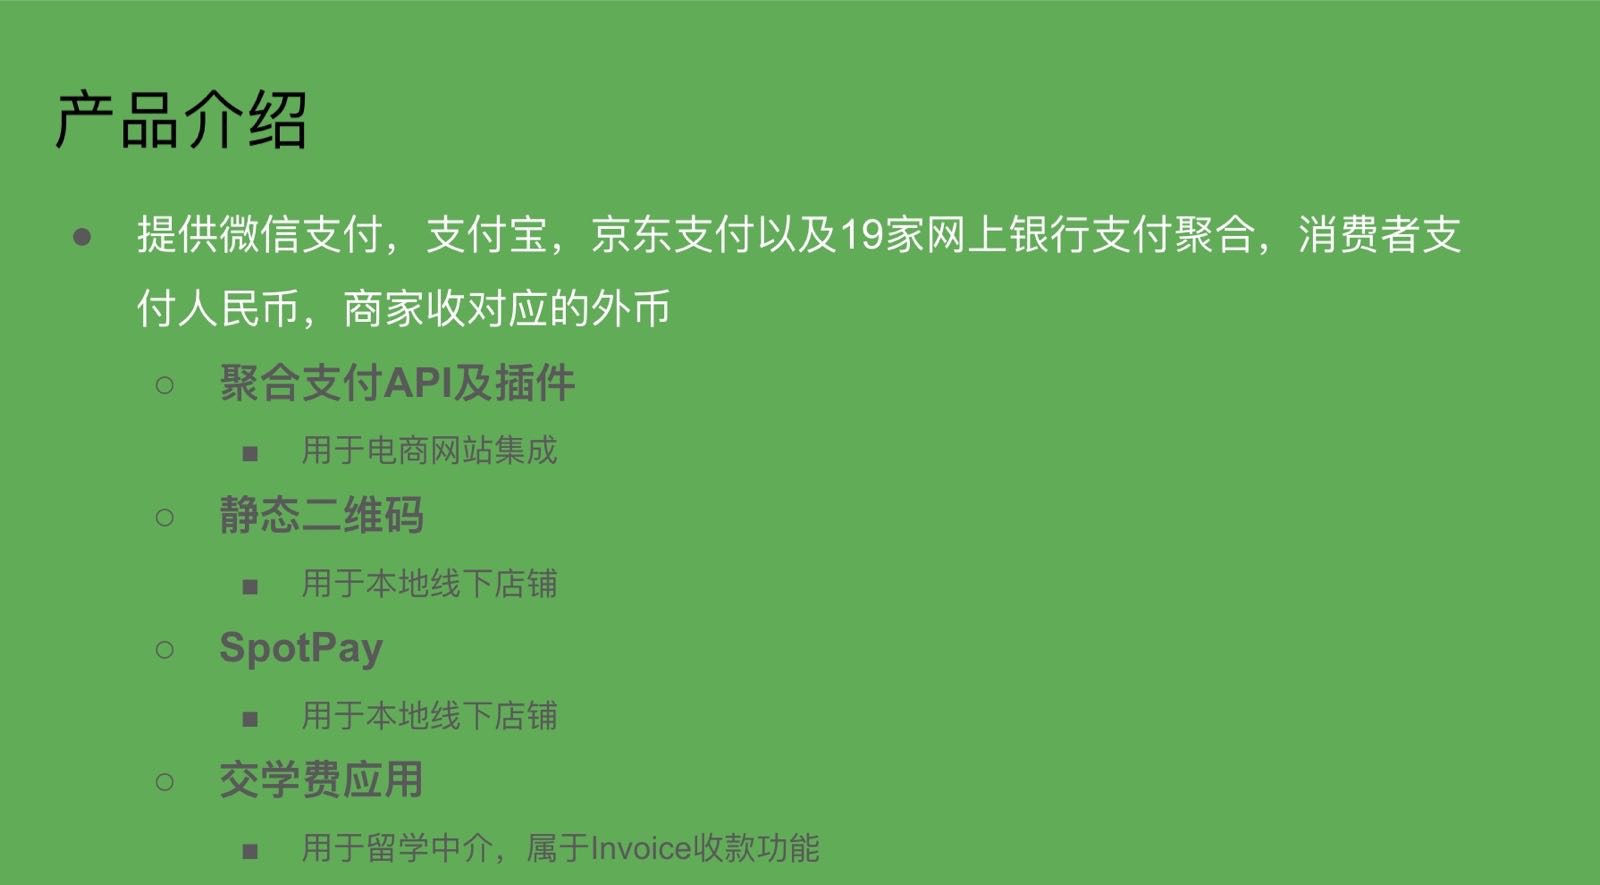 产品介绍
● 提供微信支付，支付宝，京东支付以及19家网上银行支付聚合，消费者支
付人民币，商家收对应的外币
○ 聚合支付API及插件
■ 用于电商网站集成
○ 静态二维码
■ 用于本地线下店铺
○ SpotPay
■ 用于本地线下店铺
○ 交学费应用
■ 用于留学中介，属于Invoice收款功能